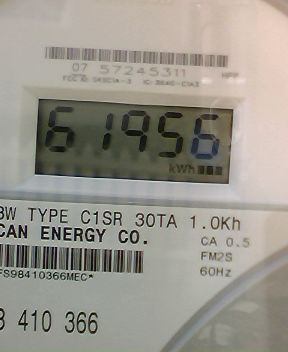 07 57245311
61956
kWh
3W TYPE C1SR 30TA 1.0Kh
CAN ENERGY CO.
CA 0.5
FM2S
60Hz
FS98410366MEC*
3 410 366